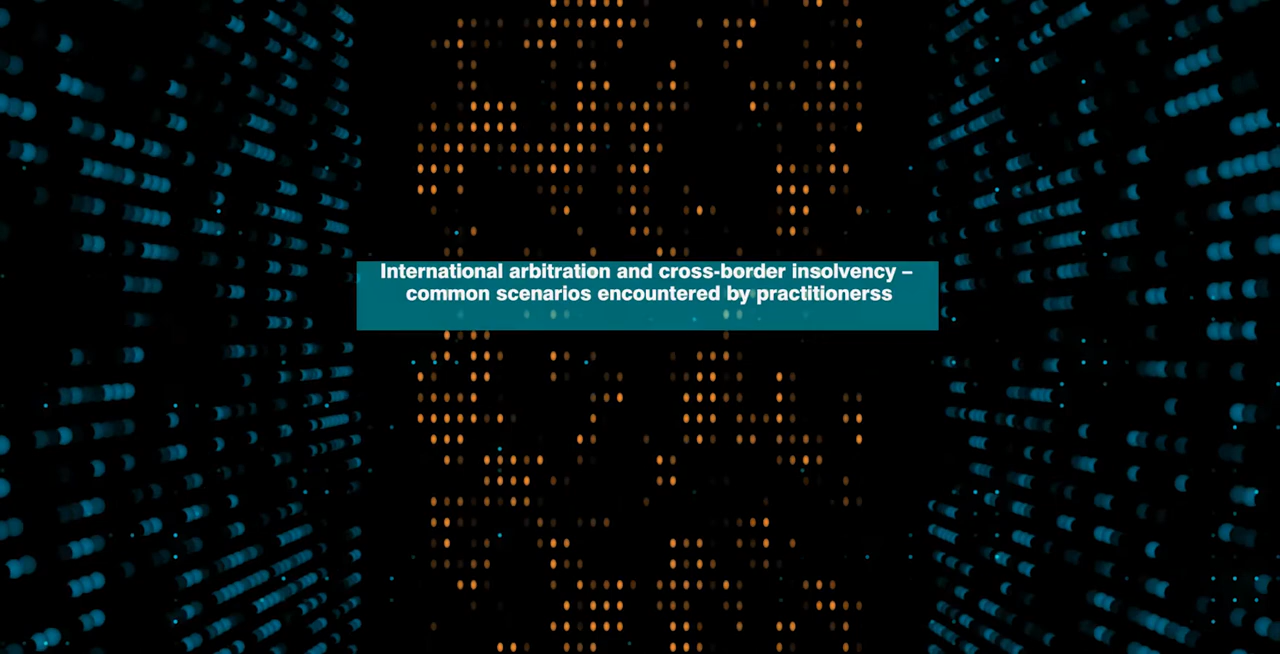 International arbitration and cross-border insolvency –
common scenarios encountered by practitionerss